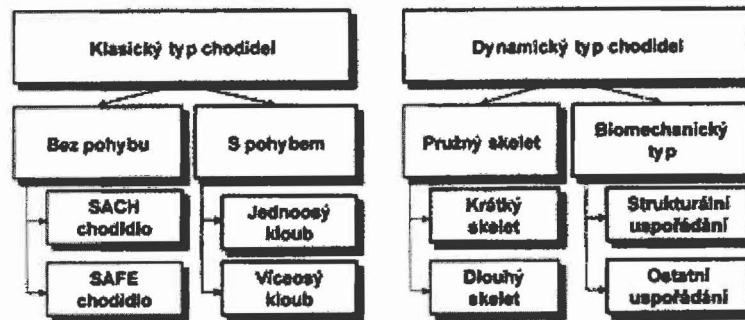 Klasický typ chodidel
Dynamický typ chodidel
Bez pohybu
S pohybem
Pružný skelet
Biomechanický
typ
SACH
chodidlo
Jednoosý
kloub
Krátký
skelet
Strukturální
uspořádání
SAFE
chodidlo
Víceosý
kloub
Dlouhý
skelet
Ostatní
uspořádání